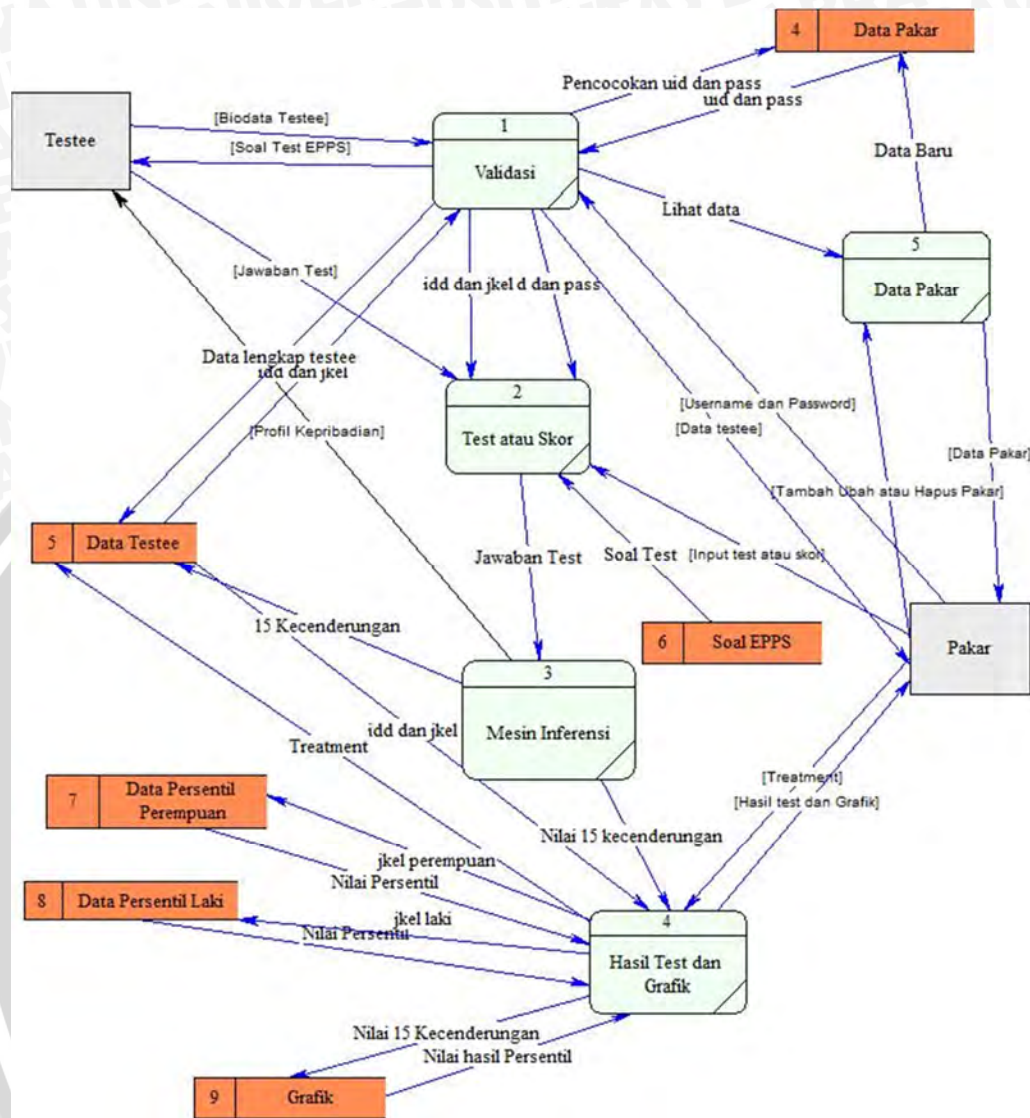 4
Data Pakar
Pencocokan uid dan pass
uid dan pass
Testee
[Biodata Testee]
[Soal Test EPPS]
1
Validasi
Data Baru
Lihat data
5
Data Pakar
[Jawaban Test]
idd dan jkel
d dan pass
Data lengkap testee
idd dan jkel
2
Test atau Skor
[Username dan Password]
[Data testee]
[Profil Kepribadian]
[Data Pakar]
[Tambah Ubah atau Hapus Pakar]
5
Data Testee
Jawaban Test
Soal Test
[Input test atau skor]
15 Kecenderungan
6
Soal EPPS
Pakar
3
Mesin Inferensi
idd dan jkel
Treatment
[Treatment]
[Hasil test dan Grafik]
7
Data Persentil
Perempuan
Nilai 15 kecenderungan
jkel perempuan
Nilai Persentil
8
Data Persentil Laki
jkel laki
Nilai Persentil
4
Hasil Test dan
Grafik
Nilai 15 Kecenderungan
Nilai hasil Persentil
9
Grafik